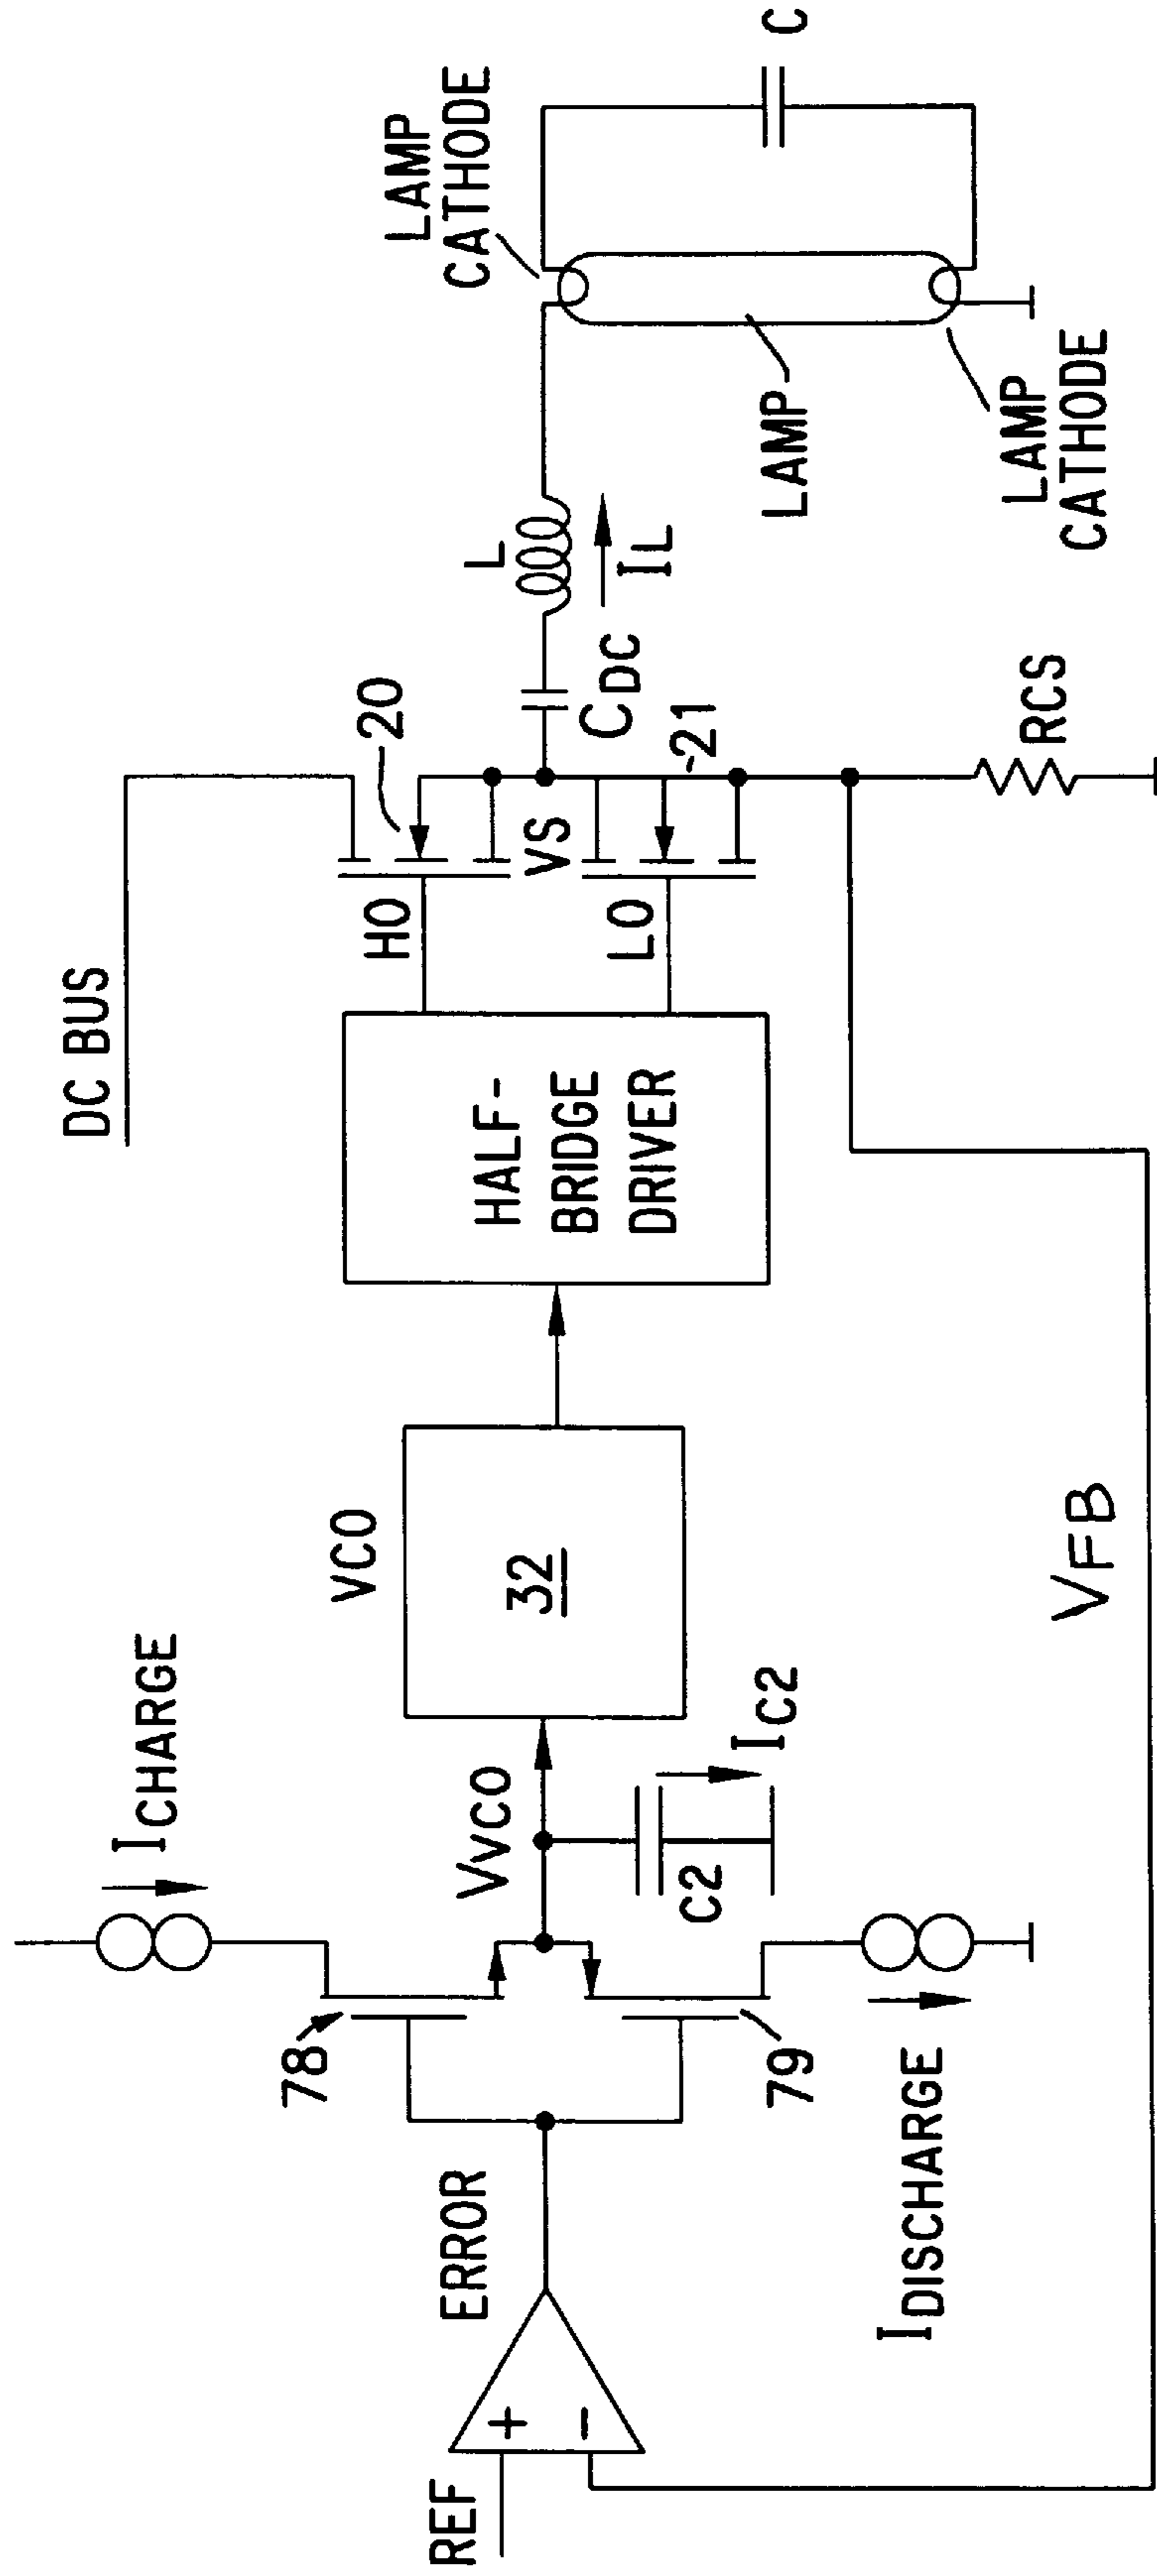 REF
+
-
ERROR
78
79
ICHARGE
IDISCHARGE
VVCO
C2
IC2
VCO
32
HALF-
BRIDGE
DRIVER
DC BUS
HO
LO
VS
20
21
CDC
L
IL
RCS
VFB
LAMP
CATHODE
LAMP
LAMP
CATHODE
C